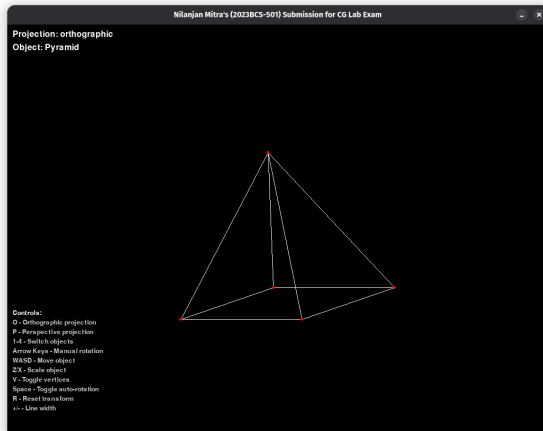 Nilanjan Mitra's (2023BCS-501) Submission for CG Lab Exam
Projection: orthographic
Object: Pyramid
Controls:
O - Orthographic projection
P - Perspective projection
1-4 - Switch objects
Arrow Keys - Manual rotation
WASD - Move object
Z/X - Scale object
V - Toggle vertices
Space - Toggle auto-rotation
R - Reset transform
+/- - Line width